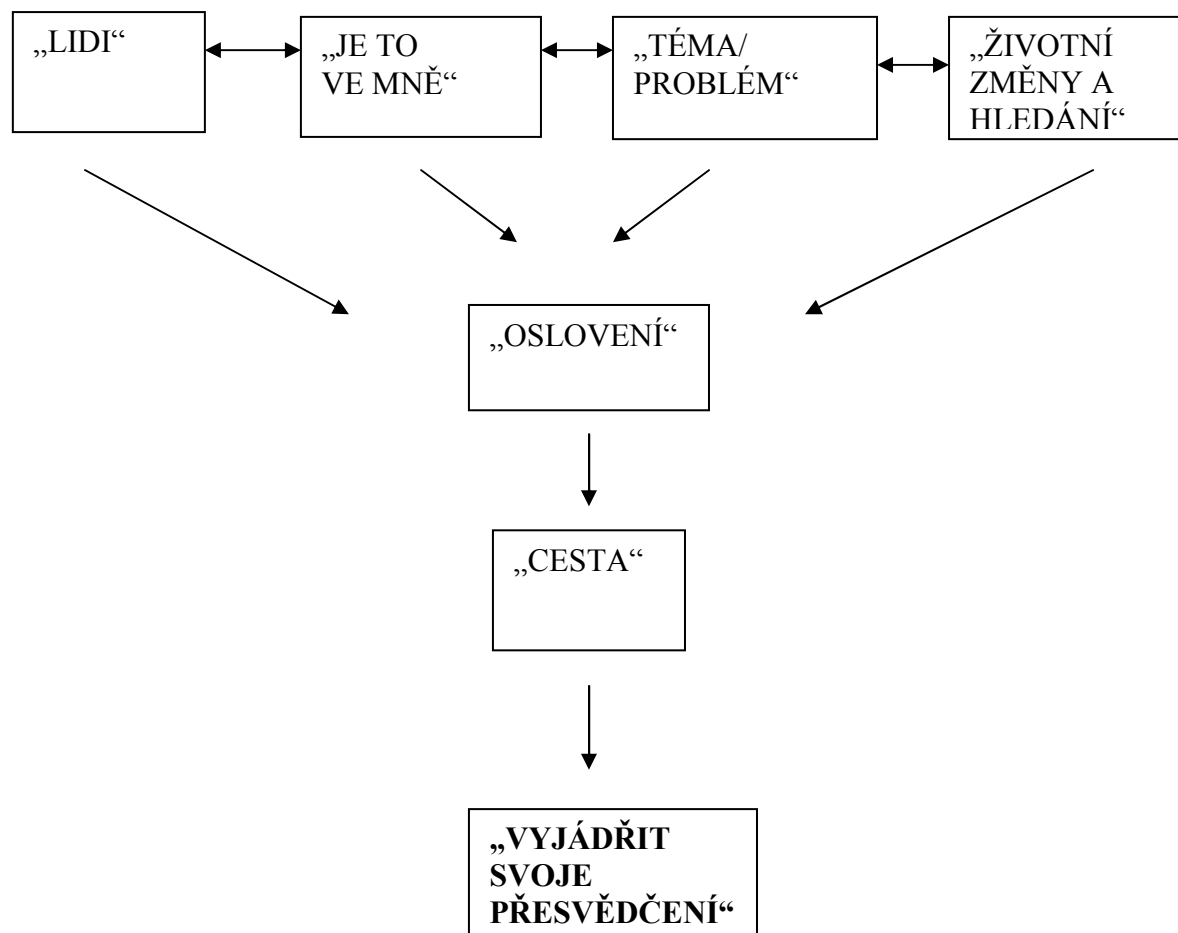 „LIDI“
„JE TO
VE MNĚ“
„TÉMA/
PROBLÉM“
„ŽIVOTNÍ
ZMĚNY A
HLEDÁNÍ“
„OSLOVENÍ“
„CESTA“
„VYJÁDŘIT
SVOJE
PŘESVĚDČENÍ“